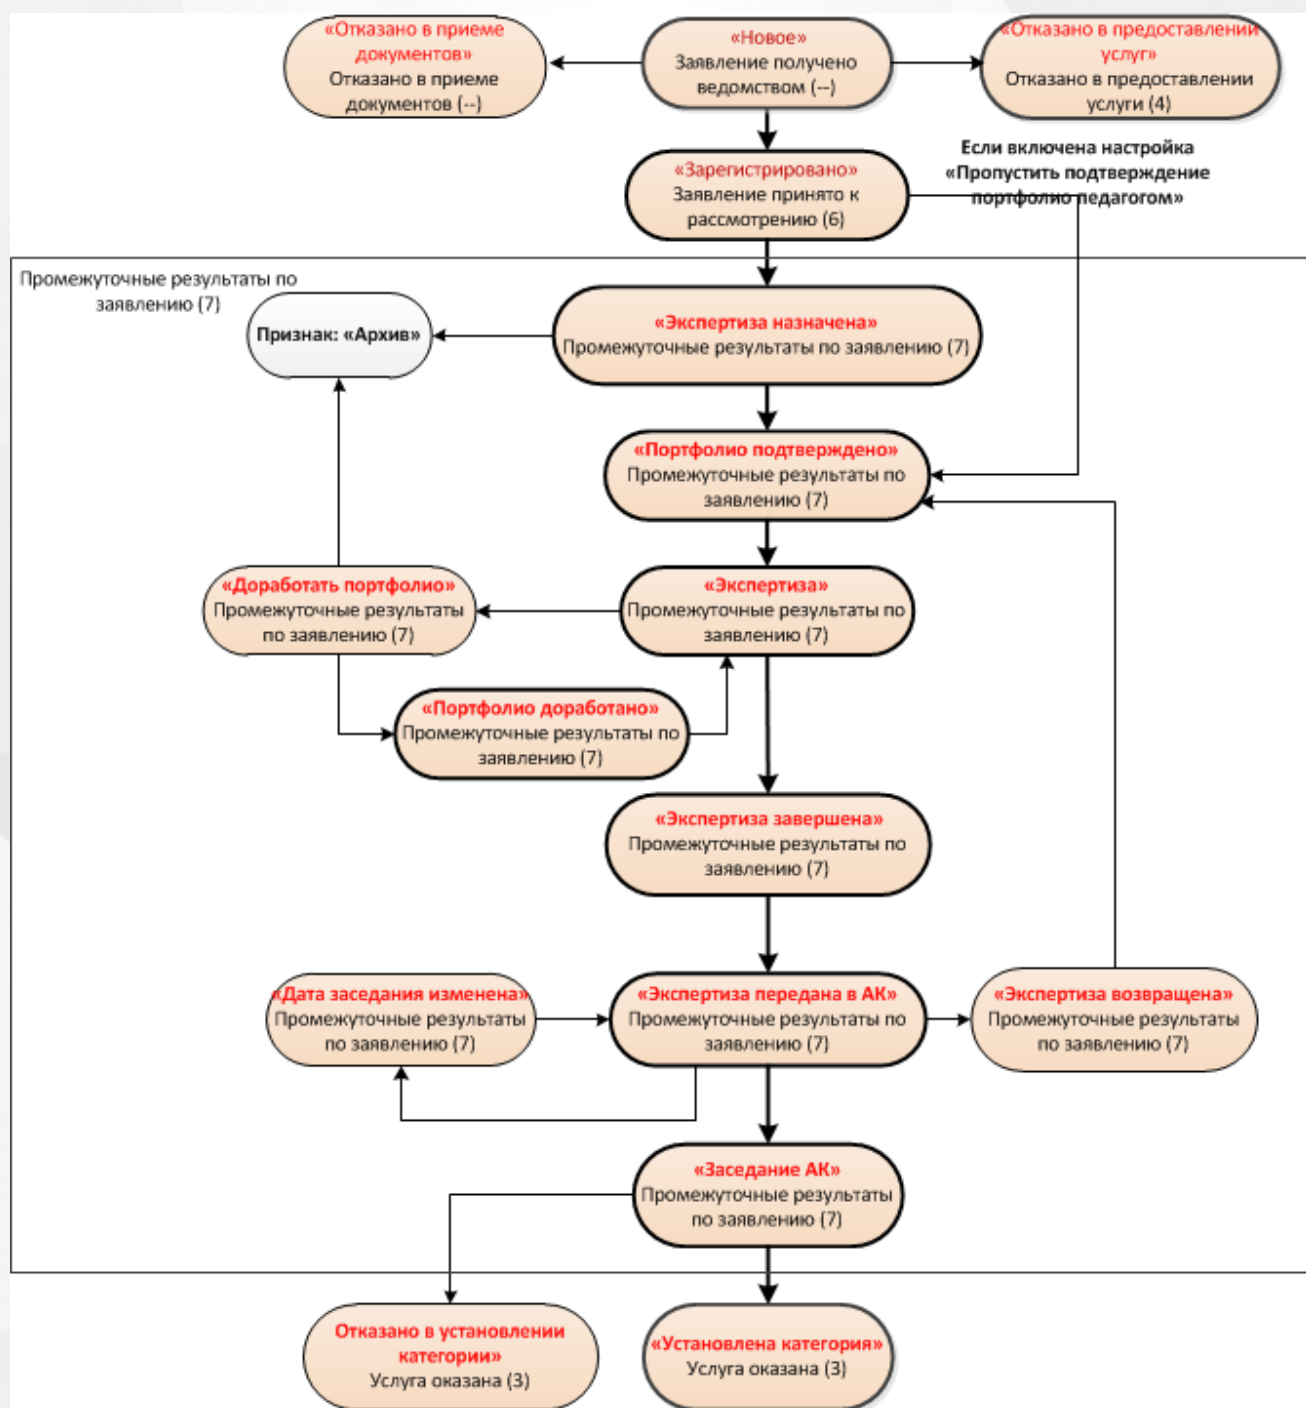 «Отказано в приеме
документов»
Отказано в приеме
документов (--)
«Новое»
Заявление получено
ведомством (--)
«Отказано в предоставлении
услуг»
Отказано в предоставлении
услуги (4)
Если включена настройка
«Пропустить подтверждение
портфолио педагогом»
«Зарегистрировано»
Заявление принято к
рассмотрению (6)
Промежуточные результаты по
заявлению (7)
Признак: «Архив»
«Экспертиза назначена»
Промежуточные результаты по заявлению (7)
«Портфолио подтверждено»
Промежуточные результаты по
заявлению (7)
«Доработать портфолио»
Промежуточные результаты
по заявлению (7)
«Экспертиза»
Промежуточные результаты по
заявлению (7)
«Портфолио доработано»
Промежуточные результаты по
заявлению (7)
«Экспертиза завершена»
Промежуточные результаты по
заявлению (7)
«Дата заседания изменена»
Промежуточные результаты
по заявлению (7)
«Экспертиза передана в АК»
Промежуточные результаты по
заявлению (7)
«Экспертиза возвращена»
Промежуточные результаты
по заявлению (7)
«Заседание АК»
Промежуточные результаты
по заявлению (7)
Отказано в установлении
категории»
Услуга оказана (3)
«Установлена категория»
Услуга оказана (3)